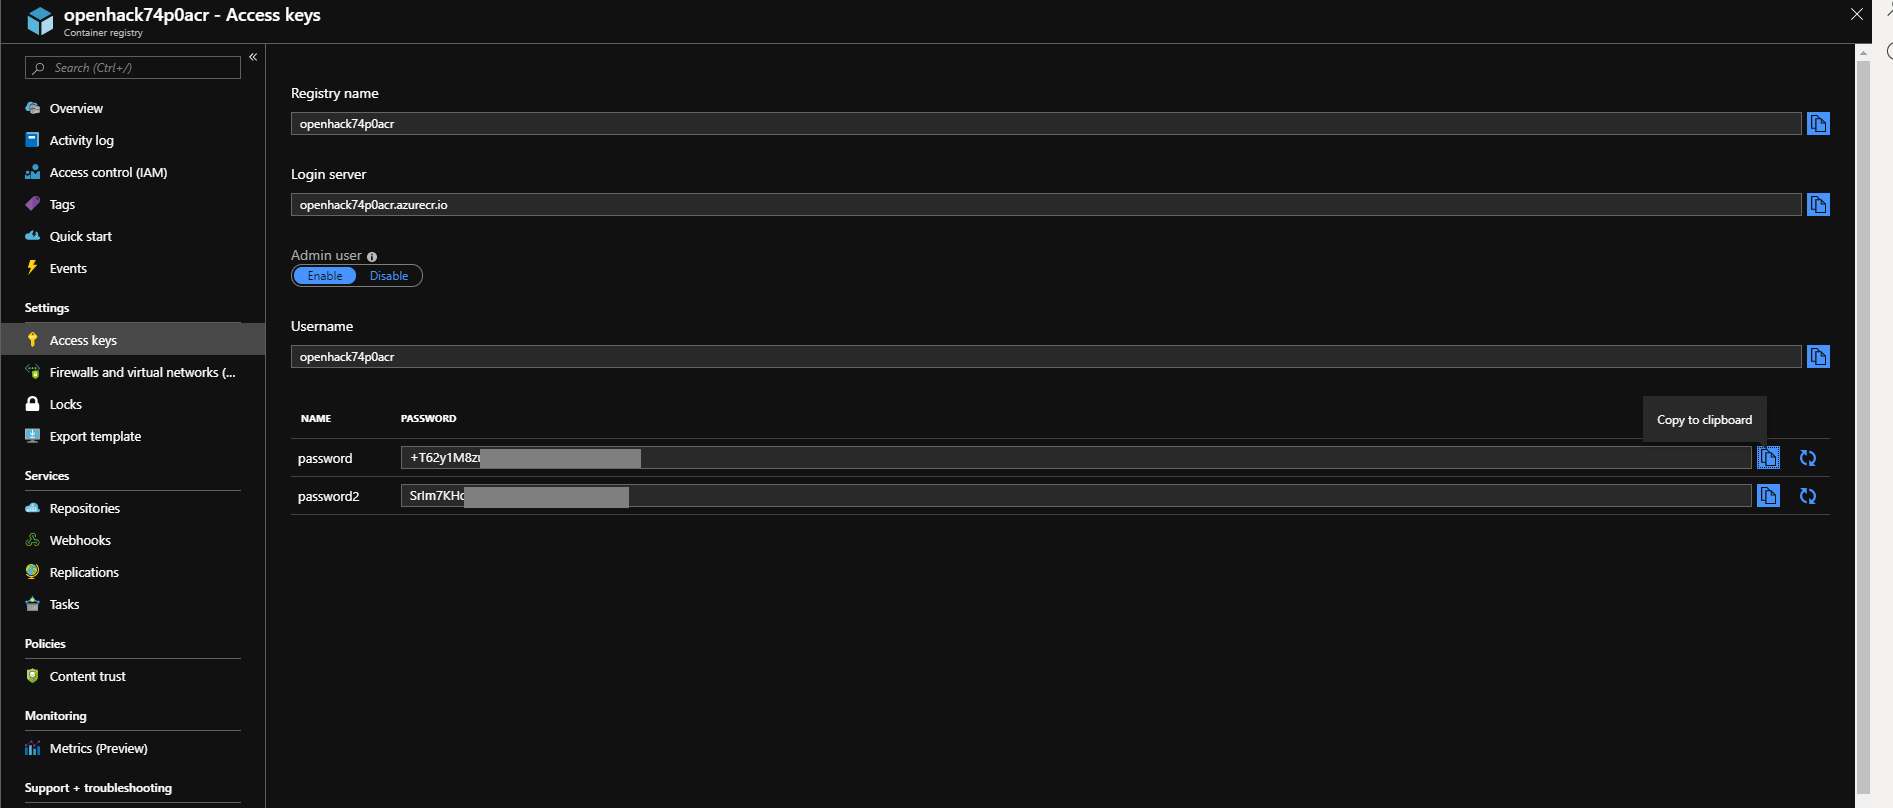 openhack74p0acr - Access keys
Container registry
Search (Ctrl+/)
«
Overview
Activity log
Access control (IAM)
Tags
Quick start
Events
Settings
Access keys
Firewalls and virtual networks (...
Locks
Export template
Services
Repositories
Webhooks
Replications
Tasks
Policies
Content trust
Monitoring
Metrics (Preview)
Support + troubleshooting
Registry name
openhack74p0acr
Login server
openhack74p0acr.azurecr.io
Admin user
Enable Disable
Username
openhack74p0acr
NAME PASSWORD
Copy to clipboard
password +T62y1M8z
password2 SrIm7KH